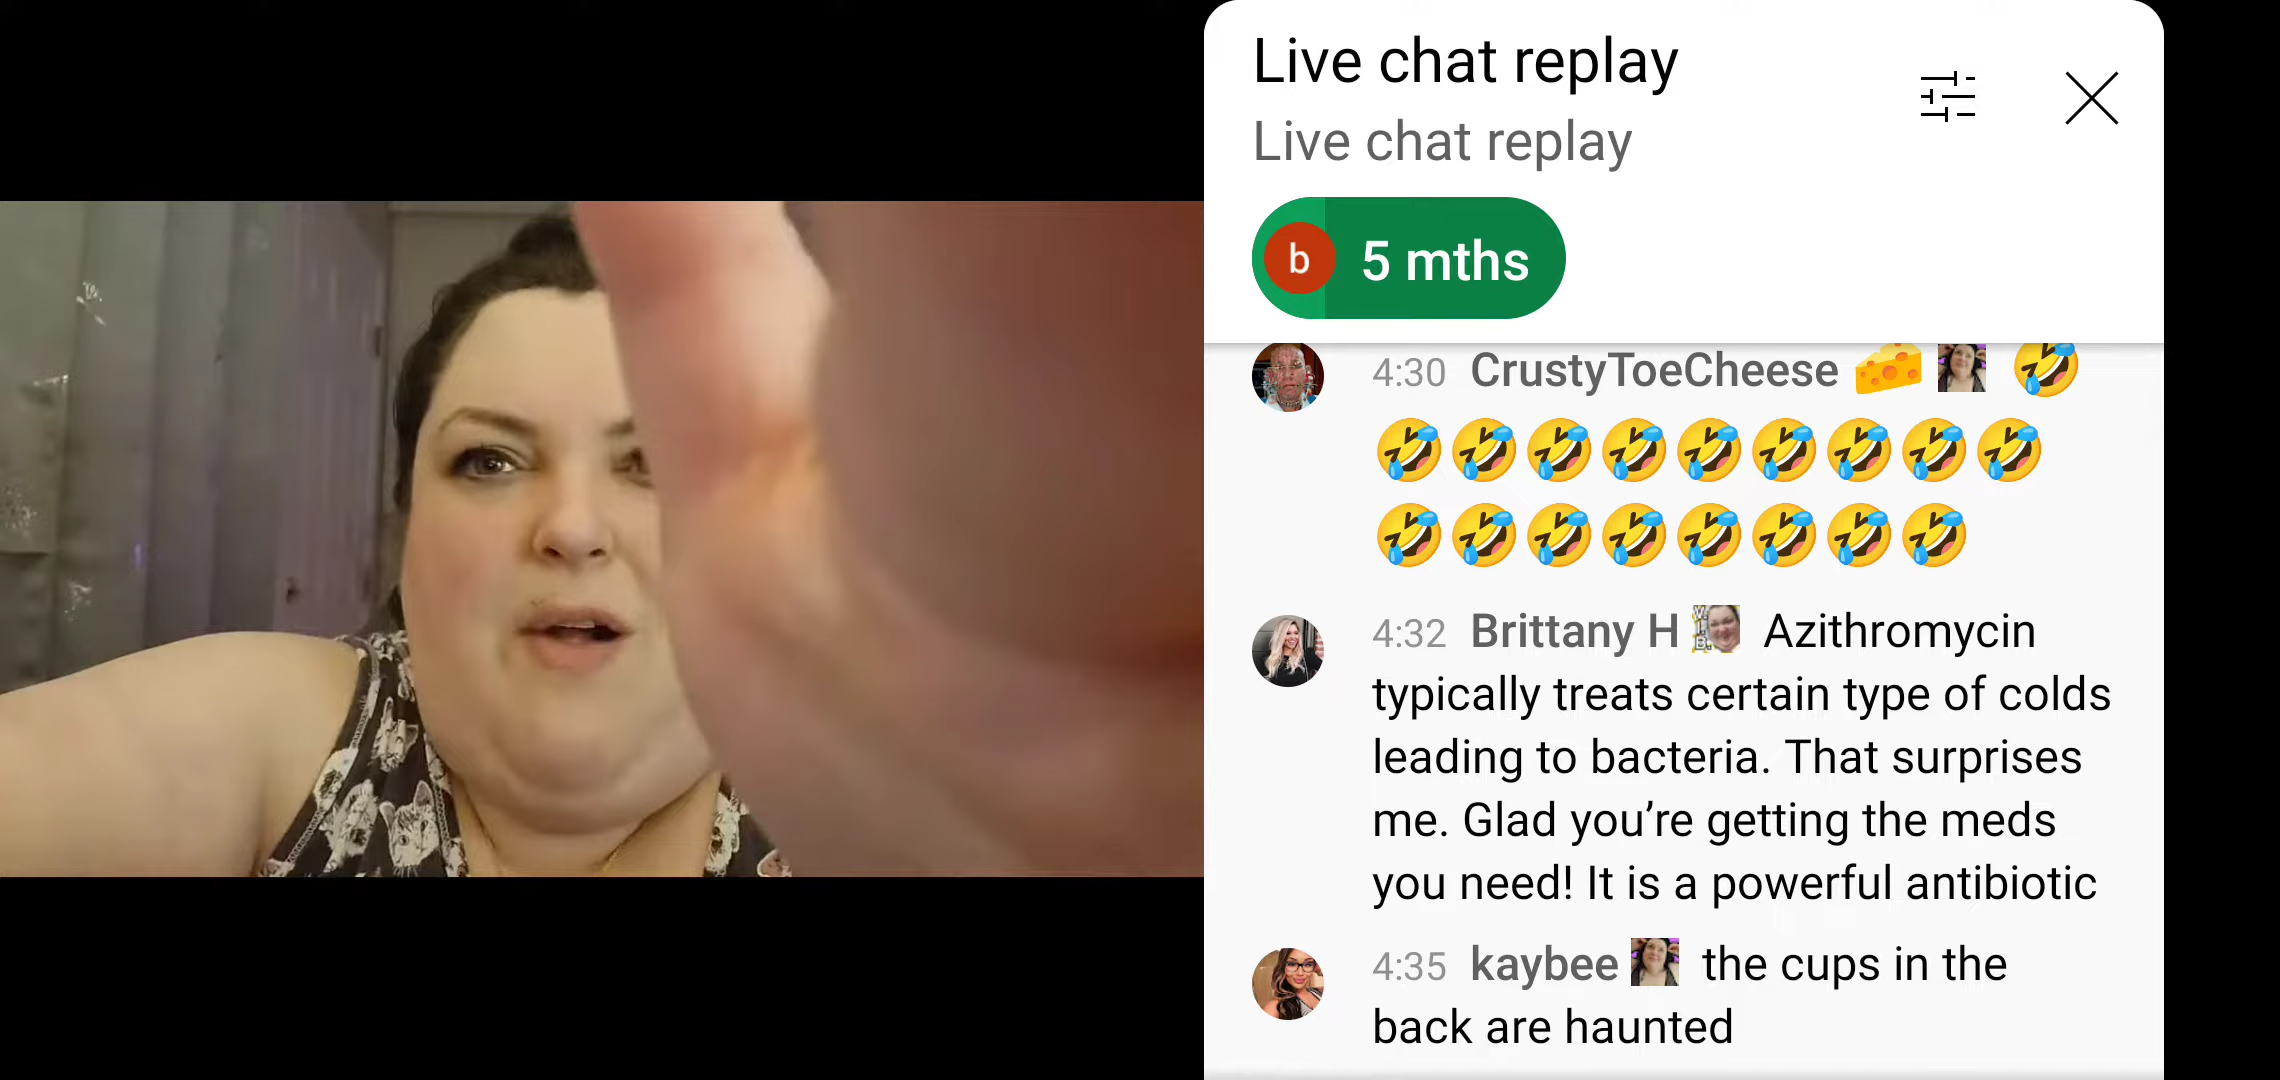 Live chat replay
Live chat replay
b 5 mths
4:30 CrustyToeCheese 🧀 🤣
🤣🤣🤣🤣🤣🤣🤣🤣🤣
🤣🤣🤣🤣🤣🤣🤣🤣
4:32 Brittany H Azithromycin
typically treats certain type of colds
leading to bacteria. That surprises
me. Glad you’re getting the meds
you need! It is a powerful antibiotic
4:35 kaybee the cups in the
back are haunted